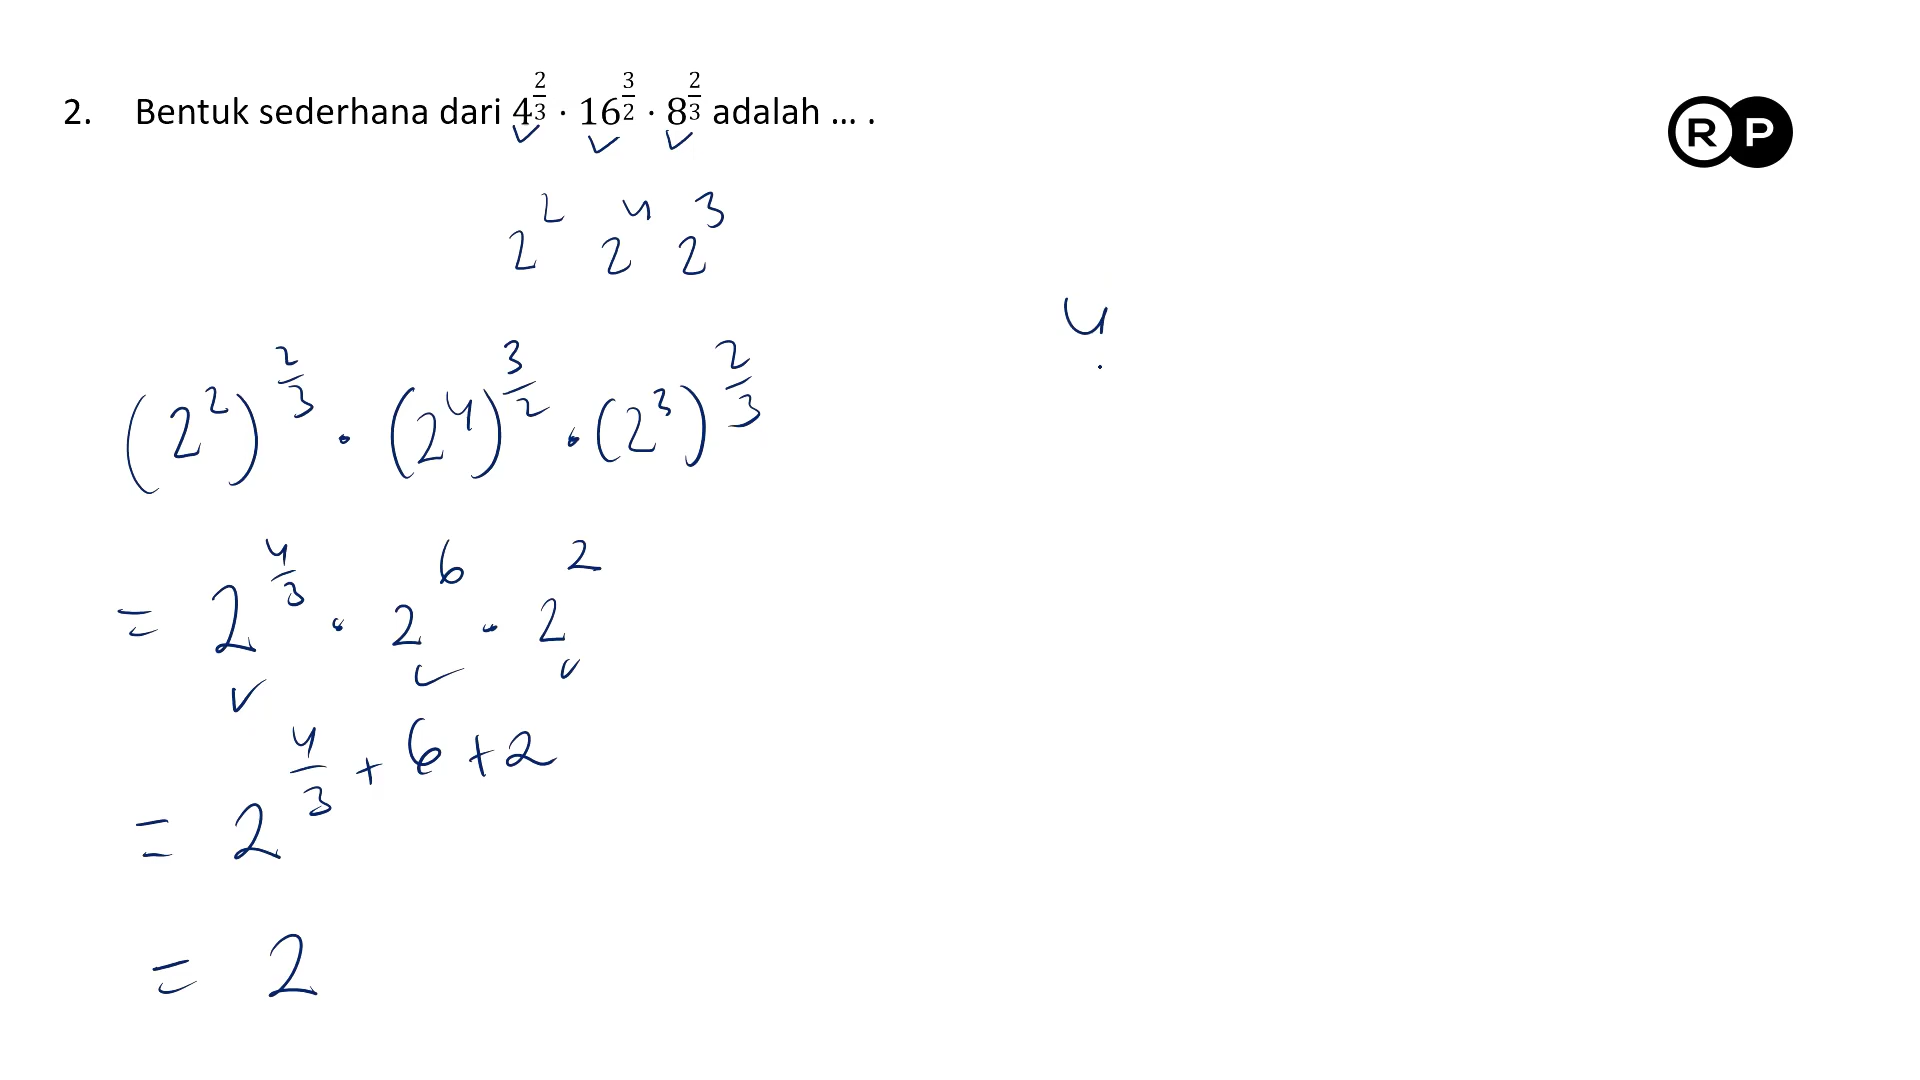 2. Bentuk sederhana dari 4^(2/3) · 16^(3/2) · 8^(2/3) adalah ... .
R P
2^2 2^4 2^3
4
(2^2)^(2/3) · (2^4)^(3/2) · (2^3)^(2/3)
= 2^(4/3) · 2^6 · 2^2
= 2^(4/3 + 6 + 2)
= 2